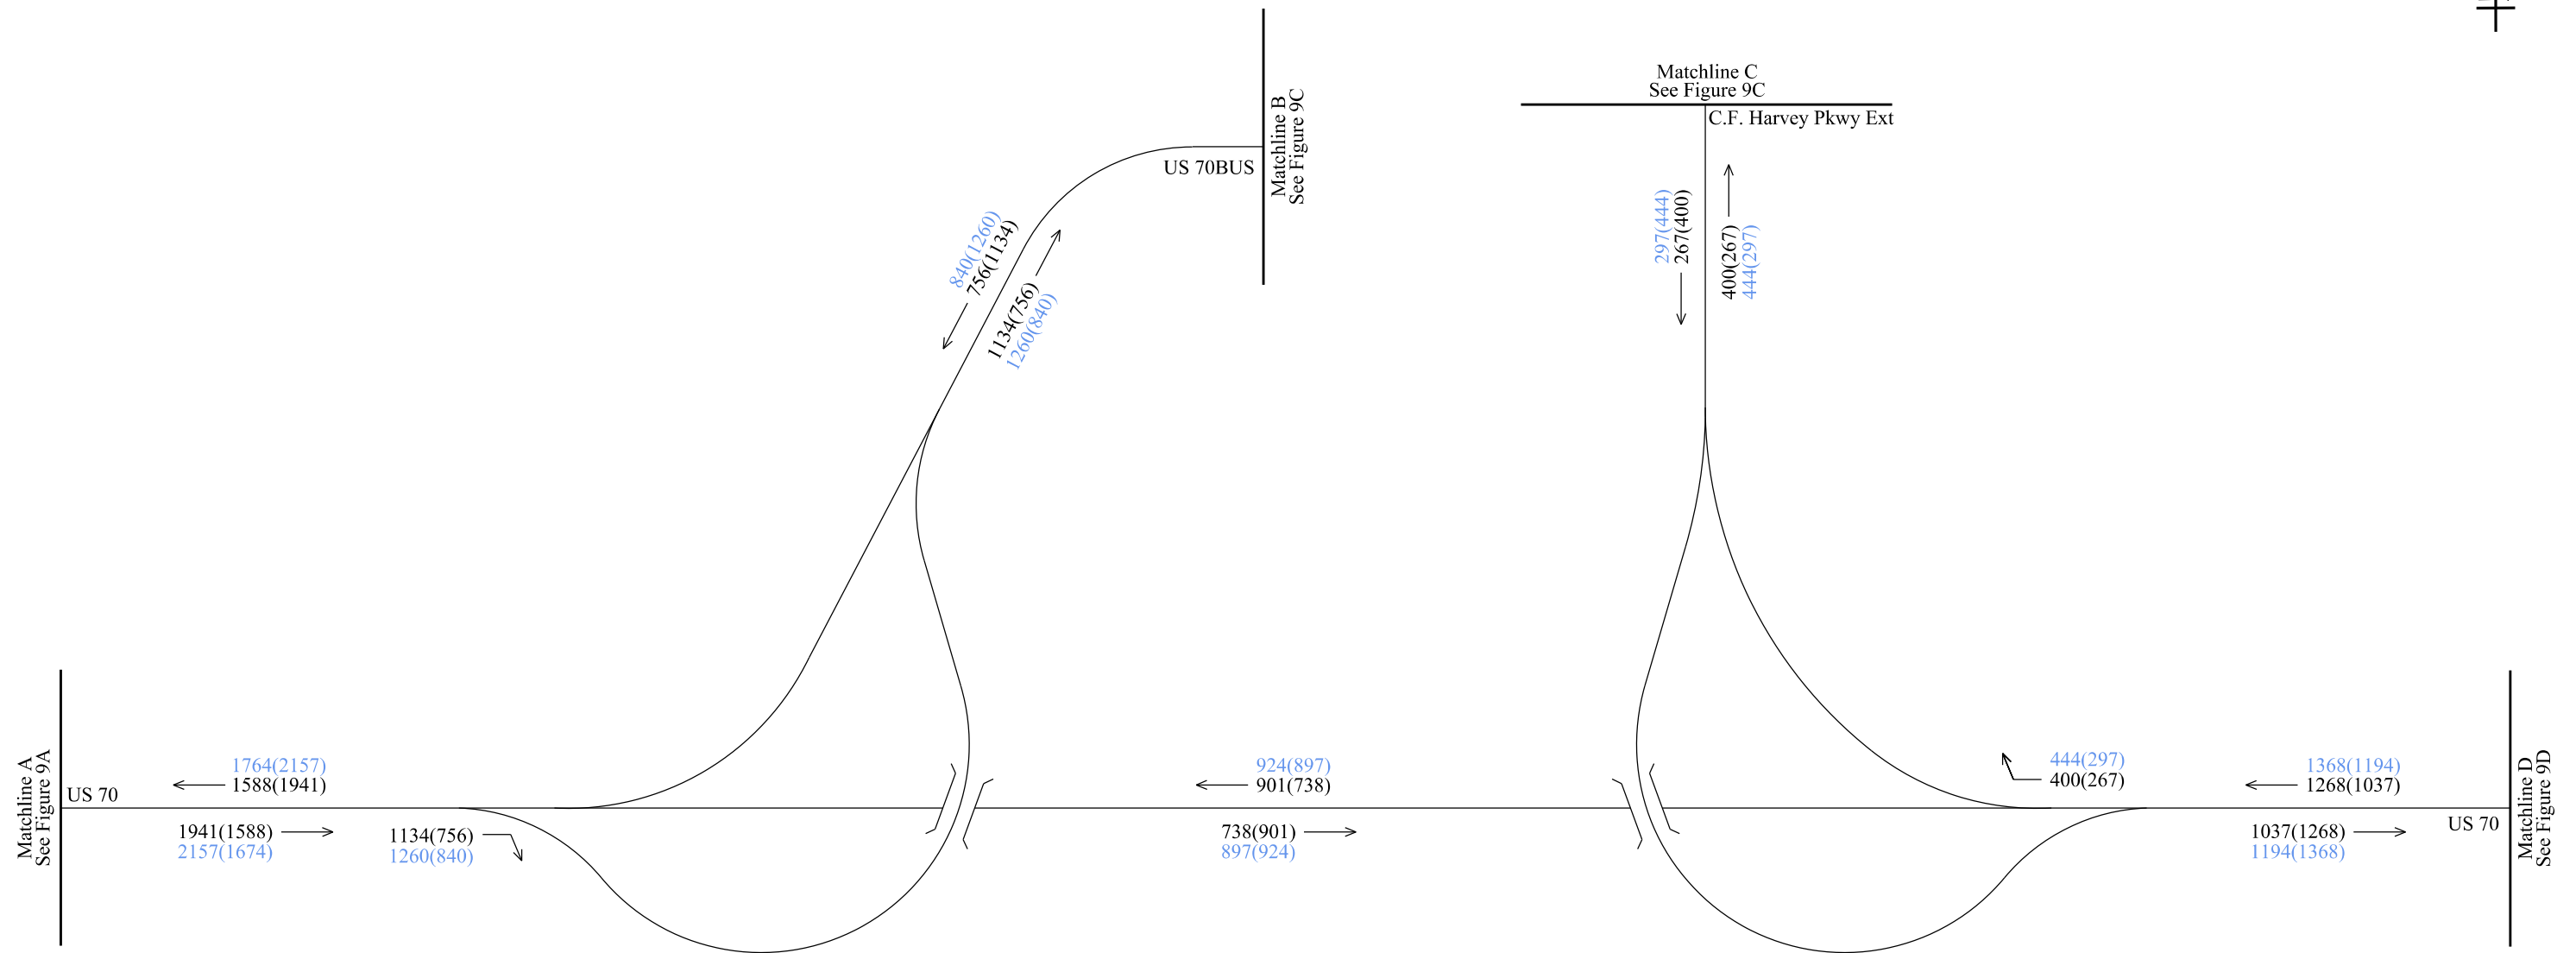 Matchline C
See Figure 9C
C.F. Harvey Pkwy Ext
Matchline B
See Figure 9C
US 70BUS
840(1260)
756(1134)
1134(756)
1260(840)
297(444)
267(400)
400(267)
444(297)
Matchline A
See Figure 9A
US 70
1764(2157)
1588(1941)
1941(1588)
2157(1674)
1134(756)
1260(840)
924(897)
901(738)
738(901)
897(924)
444(297)
400(267)
1368(1194)
1268(1037)
1037(1268)
1194(1368)
US 70
Matchline D
See Figure 9D